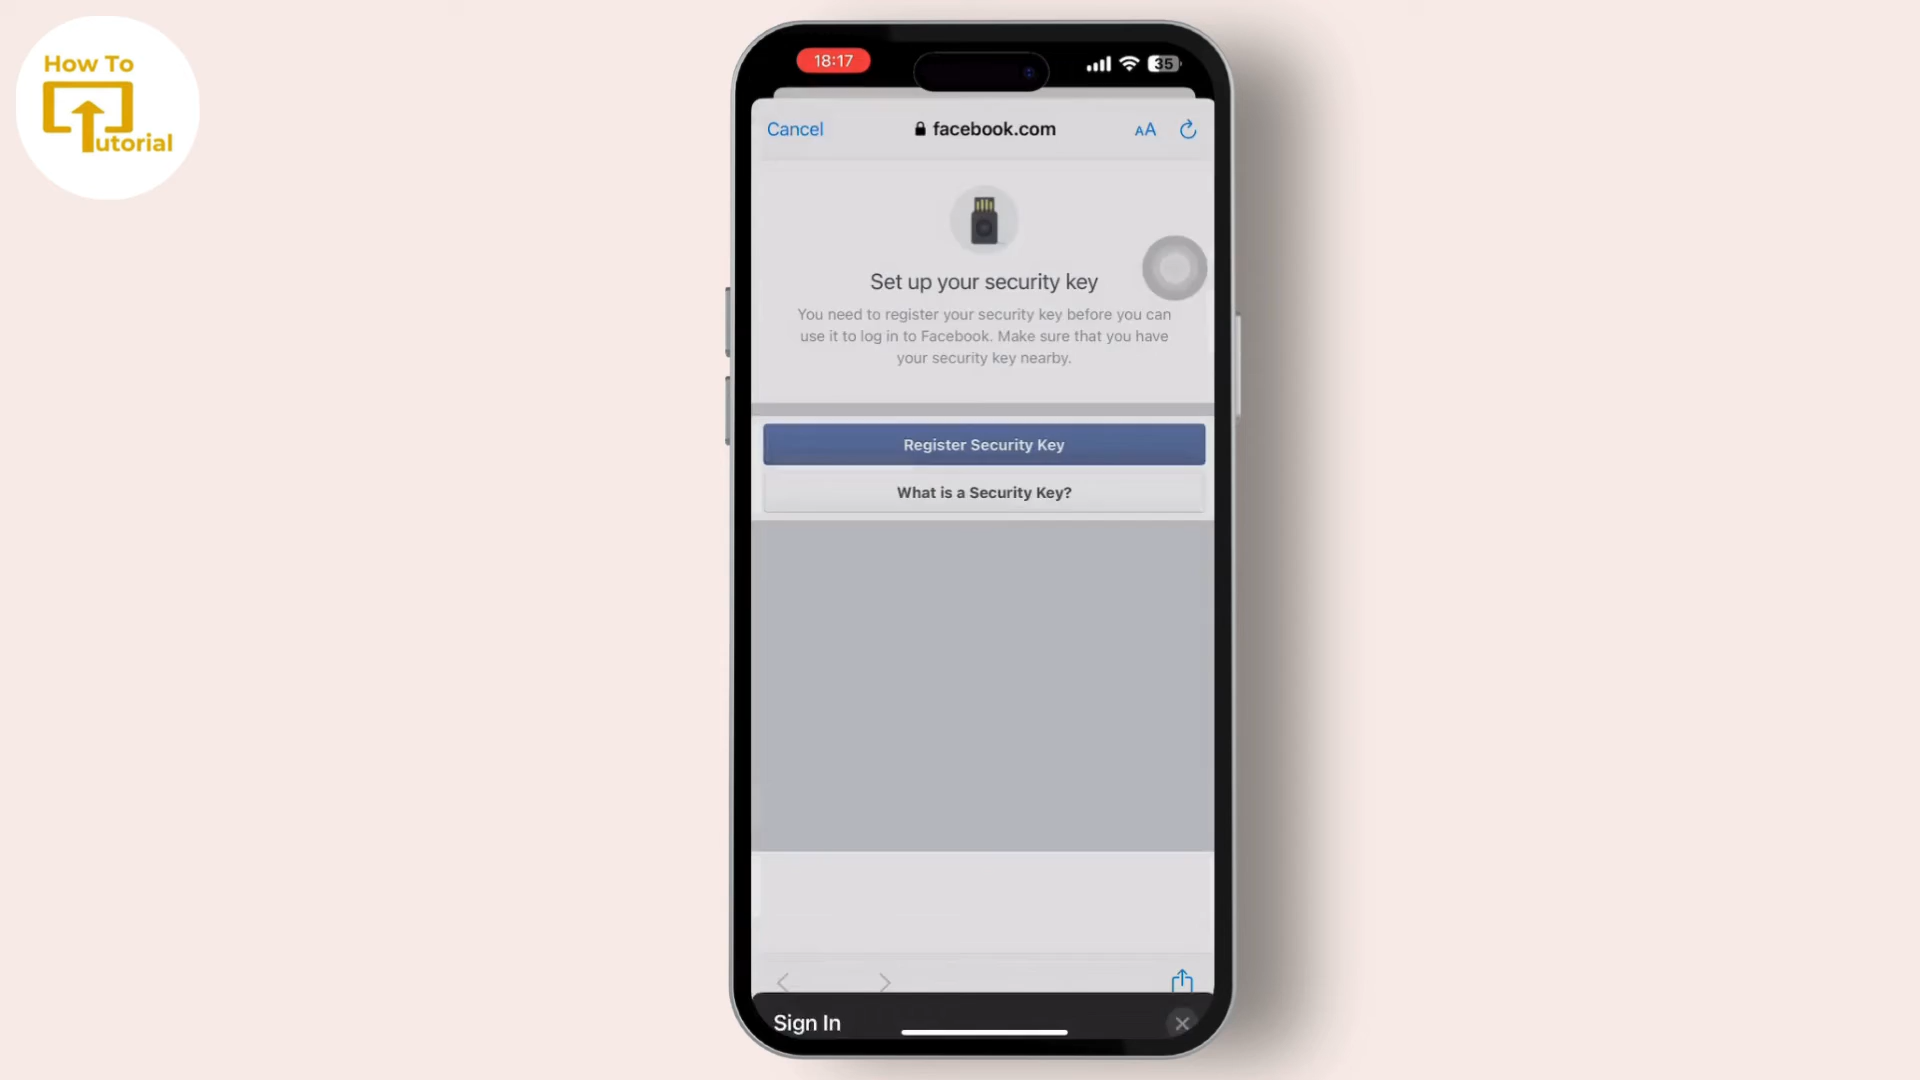 How To
utorial
18:17
35
Cancel
facebook.com
AA
Set up your security key
You need to register your security key before you can
use it to log in to Facebook. Make sure that you have
your security key nearby.
Register Security Key
What is a Security Key?
Sign In